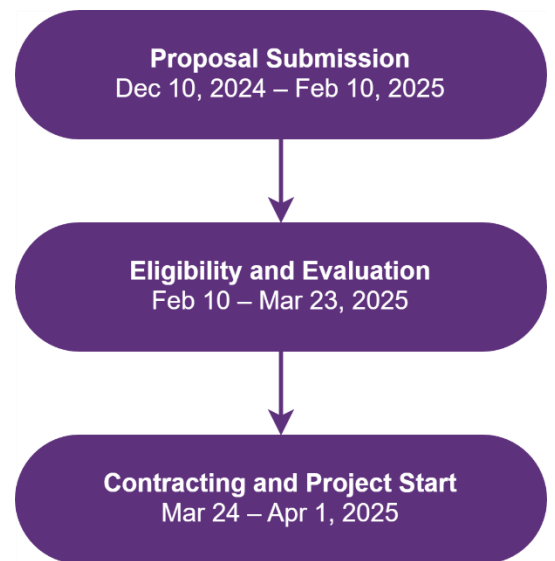 Proposal Submission
Dec 10, 2024 – Feb 10, 2025
Eligibility and Evaluation
Feb 10 – Mar 23, 2025
Contracting and Project Start
Mar 24 – Apr 1, 2025